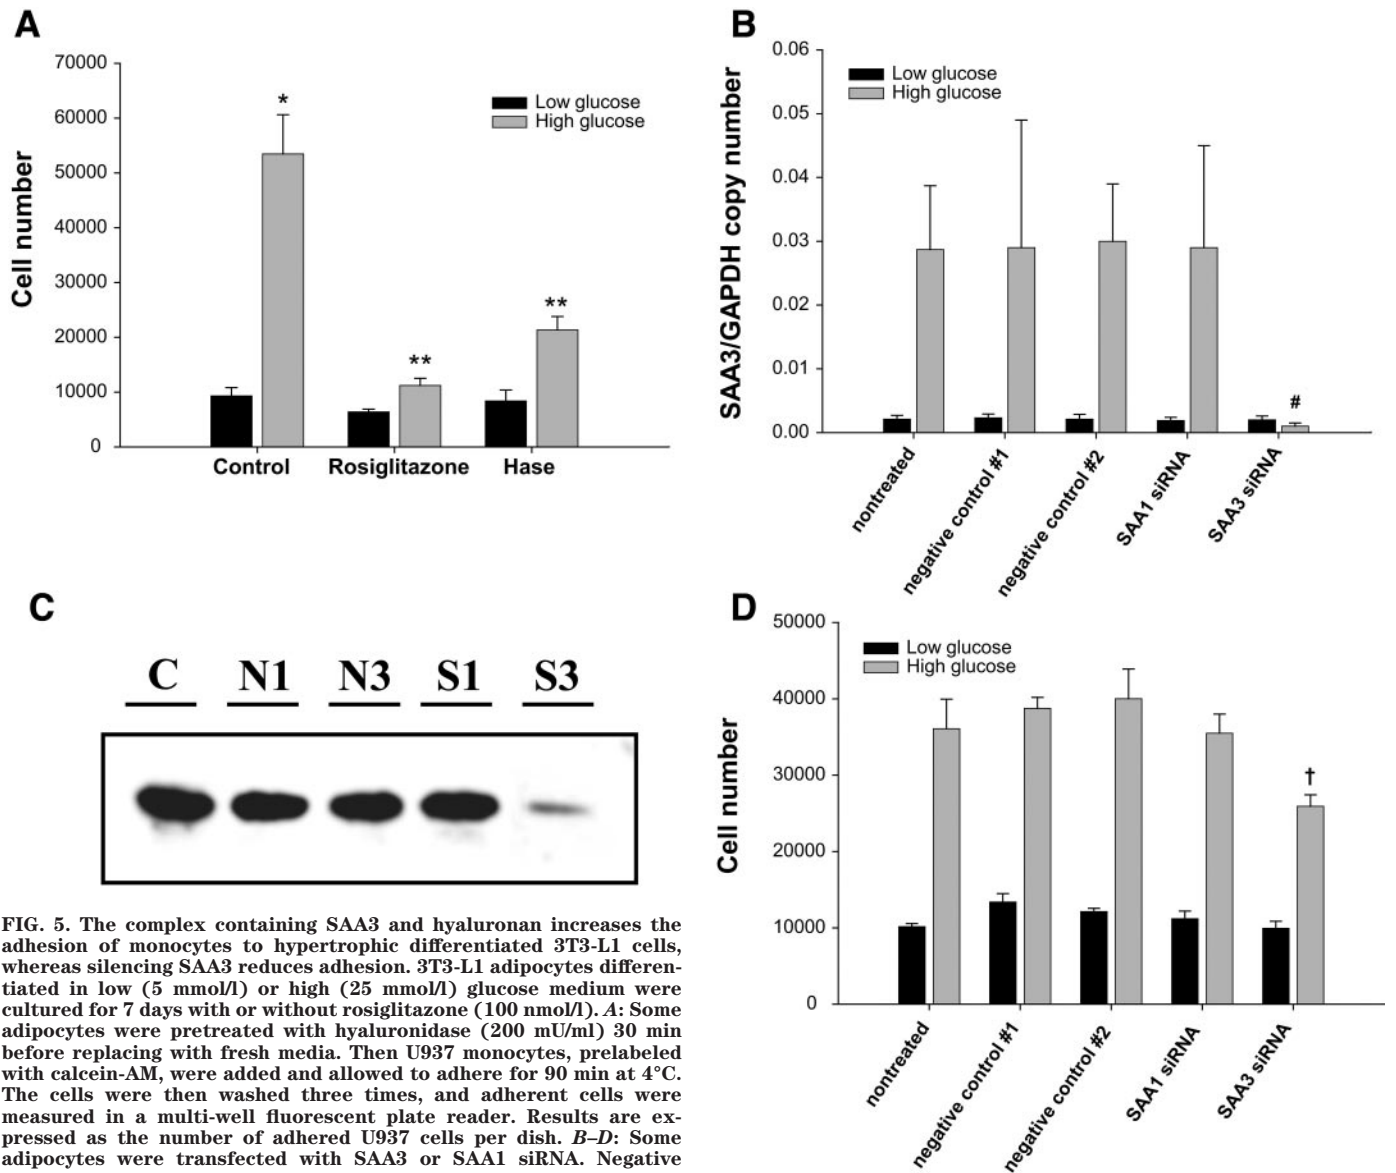 A
70000
60000
50000
40000
30000
20000
10000
0
Cell number
Low glucose
High glucose
*
**
**
Control Rosiglitazone Hase
B
0.06
0.05
0.04
0.03
0.02
0.01
0.00
SAA3/GAPDH copy number
Low glucose
High glucose
#
nontreated
negative control #1
negative control #2
SAA1 siRNA
SAA3 siRNA
C
C N1 N3 S1 S3
D
50000
40000
30000
20000
10000
0
Cell number
Low glucose
High glucose
†
nontreated
negative control #1
negative control #2
SAA1 siRNA
SAA3 siRNA
FIG. 5. The complex containing SAA3 and hyaluronan increases the
adhesion of monocytes to hypertrophic differentiated 3T3-L1 cells,
whereas silencing SAA3 reduces adhesion. 3T3-L1 adipocytes differen-
tiated in low (5 mmol/l) or high (25 mmol/l) glucose medium were
cultured for 7 days with or without rosiglitazone (100 nmol/l). A: Some
adipocytes were pretreated with hyaluronidase (200 mU/ml) 30 min
before replacing with fresh media. Then U937 monocytes, prelabeled
with calcein-AM, were added and allowed to adhere for 90 min at 4°C.
The cells were then washed three times, and adherent cells were
measured in a multi-well fluorescent plate reader. Results are ex-
pressed as the number of adhered U937 cells per dish. B–D: Some
adipocytes were transfected with SAA3 or SAA1 siRNA. Negative